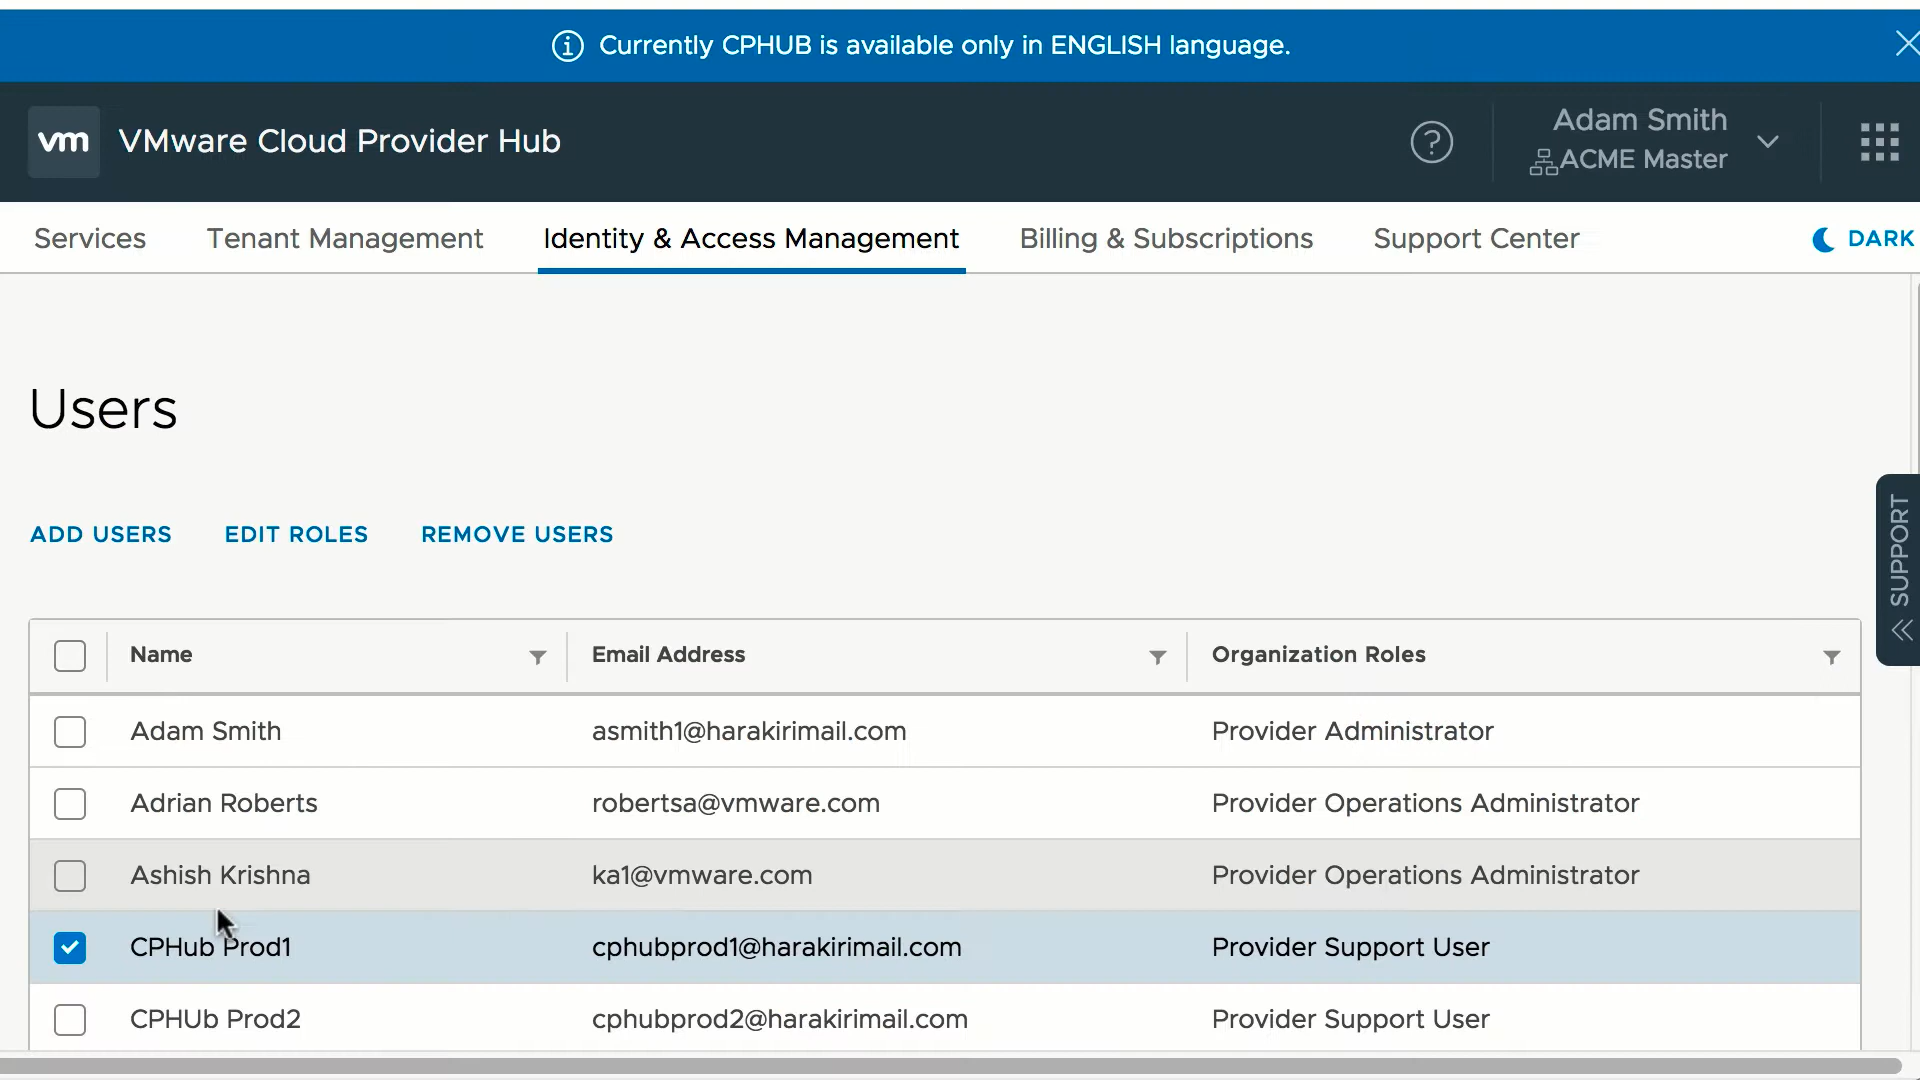 Currently CPHUB is available only in ENGLISH language.
vm VMware Cloud Provider Hub
Adam Smith
ACME Master
Services Tenant Management Identity & Access Management Billing & Subscriptions Support Center DARK
Users
ADD USERS EDIT ROLES REMOVE USERS
SUPPORT
Name Email Address Organization Roles
Adam Smith asmith1@harakirimail.com Provider Administrator
Adrian Roberts robertsa@vmware.com Provider Operations Administrator
Ashish Krishna ka1@vmware.com Provider Operations Administrator
CPHub Prod1 cphubprod1@harakirimail.com Provider Support User
CPHUb Prod2 cphubprod2@harakirimail.com Provider Support User